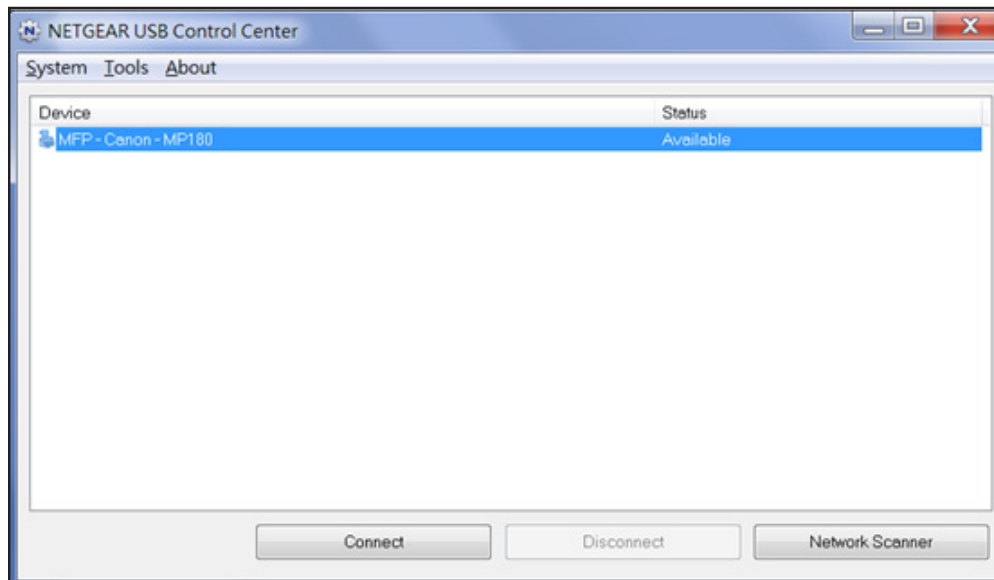 NETGEAR USB Control Center
System Tools About
Device Status
MFP - Canon - MP180 Available
Connect Disconnect Network Scanner